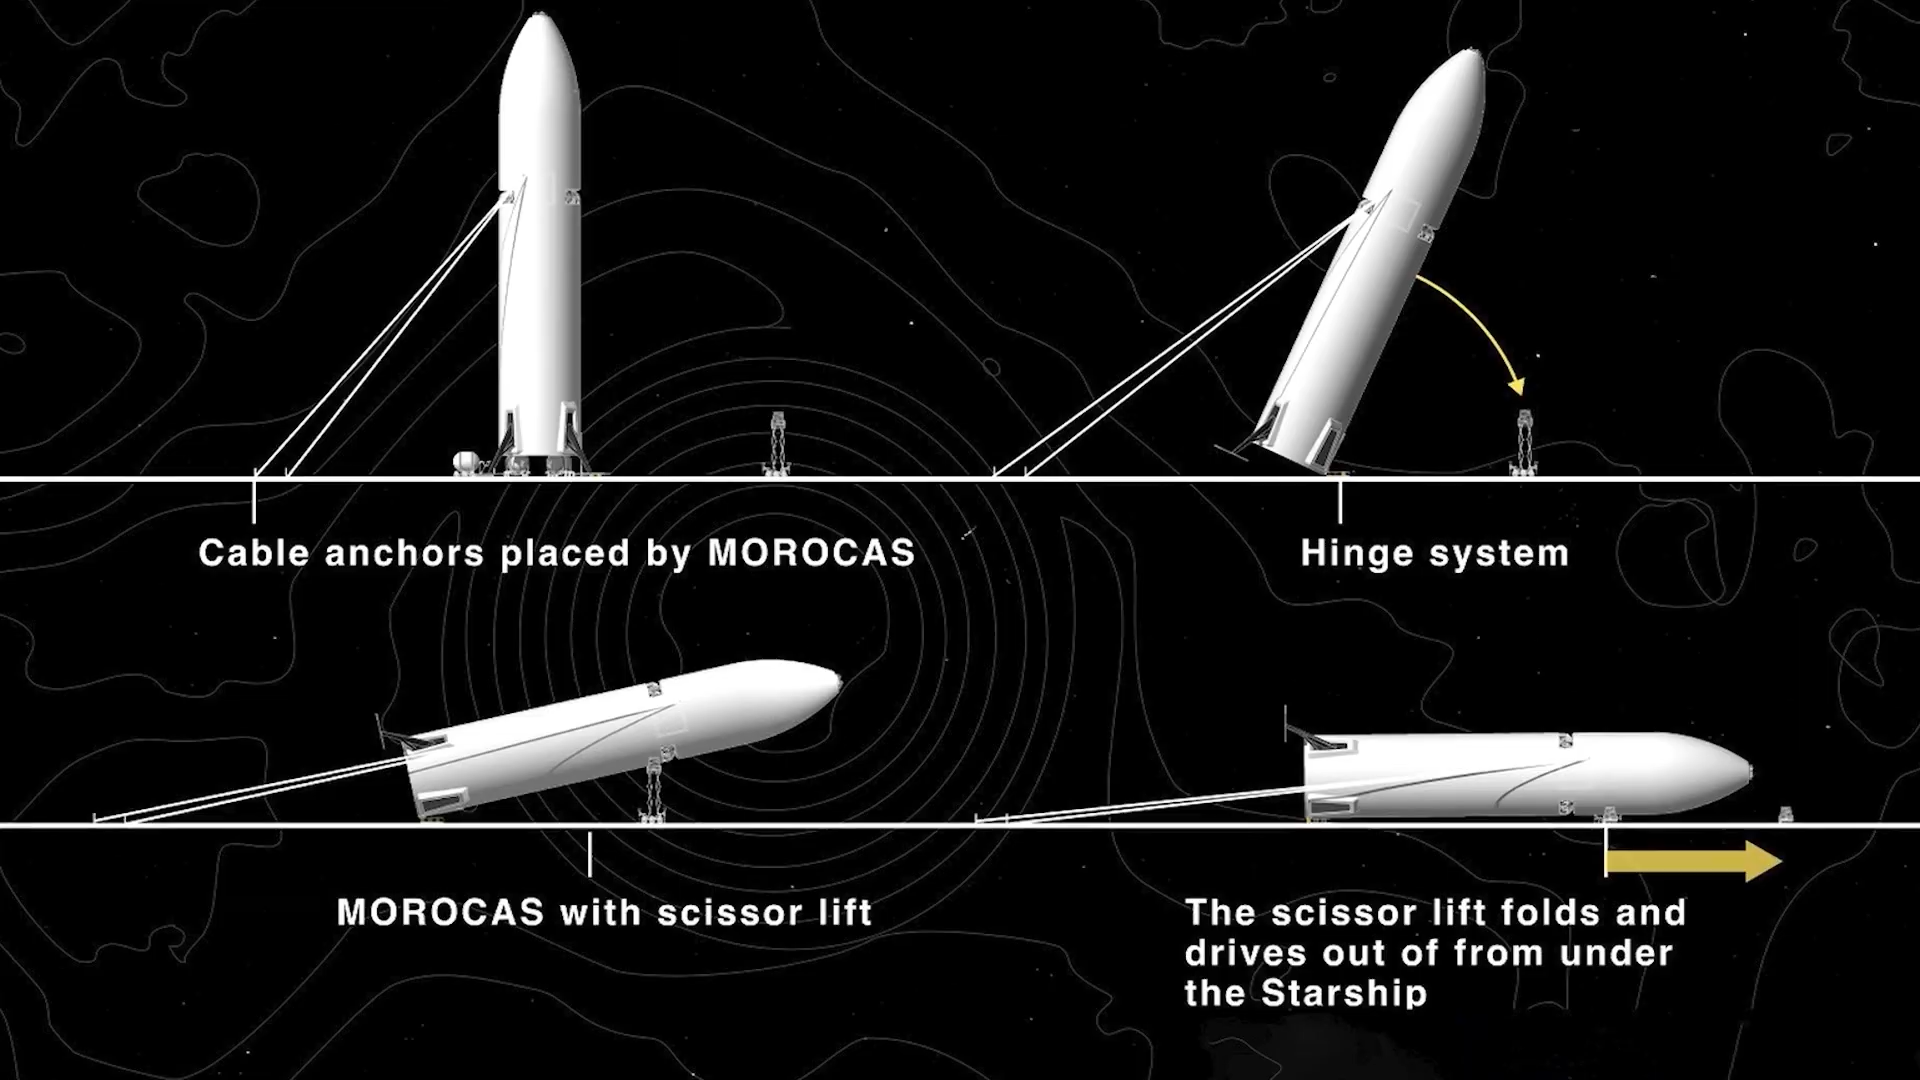 Cable anchors placed by MOROCAS
Hinge system
MOROCAS with scissor lift
The scissor lift folds and
drives out of from under
the Starship